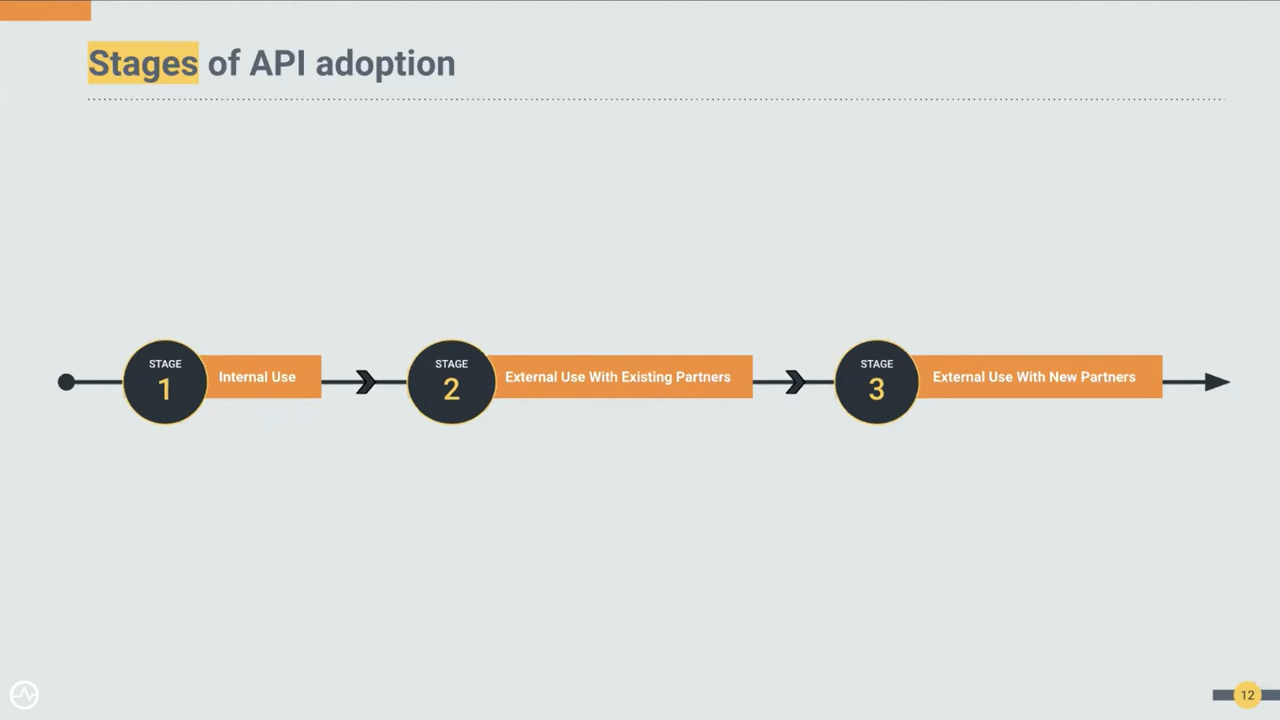 Stages of API adoption
STAGE
1
Internal Use
STAGE
2
External Use With Existing Partners
STAGE
3
External Use With New Partners
12